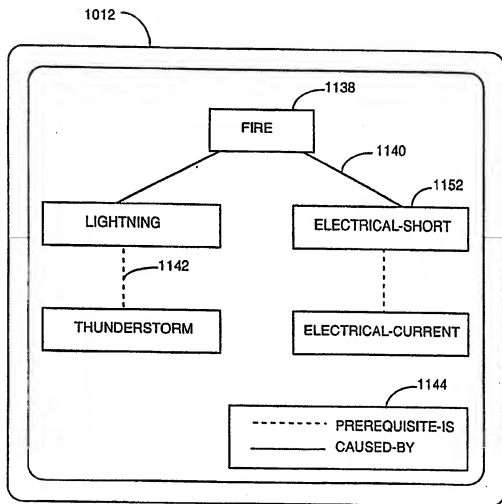 1012
1138
FIRE
1140
1152
LIGHTNING
ELECTRICAL-SHORT
1142
THUNDERSTORM
ELECTRICAL-CURRENT
1144
PREREQUISITE-IS
CAUSED-BY